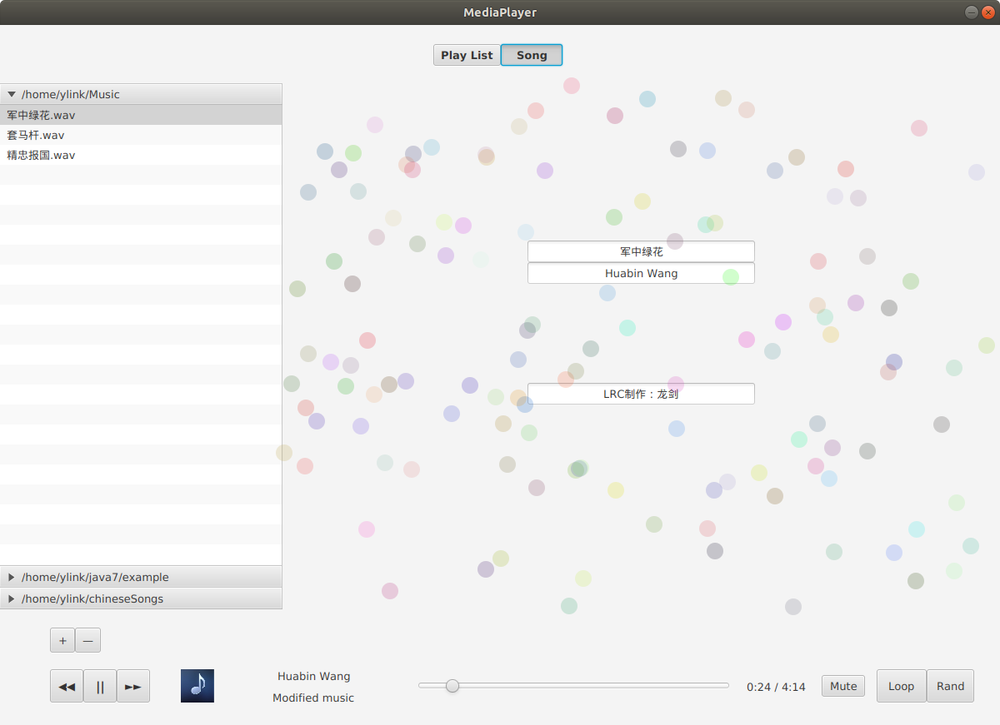 MediaPlayer
Play List Song
/home/ylink/Music
军中绿花.wav
套马杆.wav
精忠报国.wav
军中绿花
Huabin Wang
LRC制作：龙剑
/home/ylink/java7/example
/home/ylink/chineseSongs
+ —
Huabin Wang
Modified music
0:24 / 4:14
Mute
Loop Rand